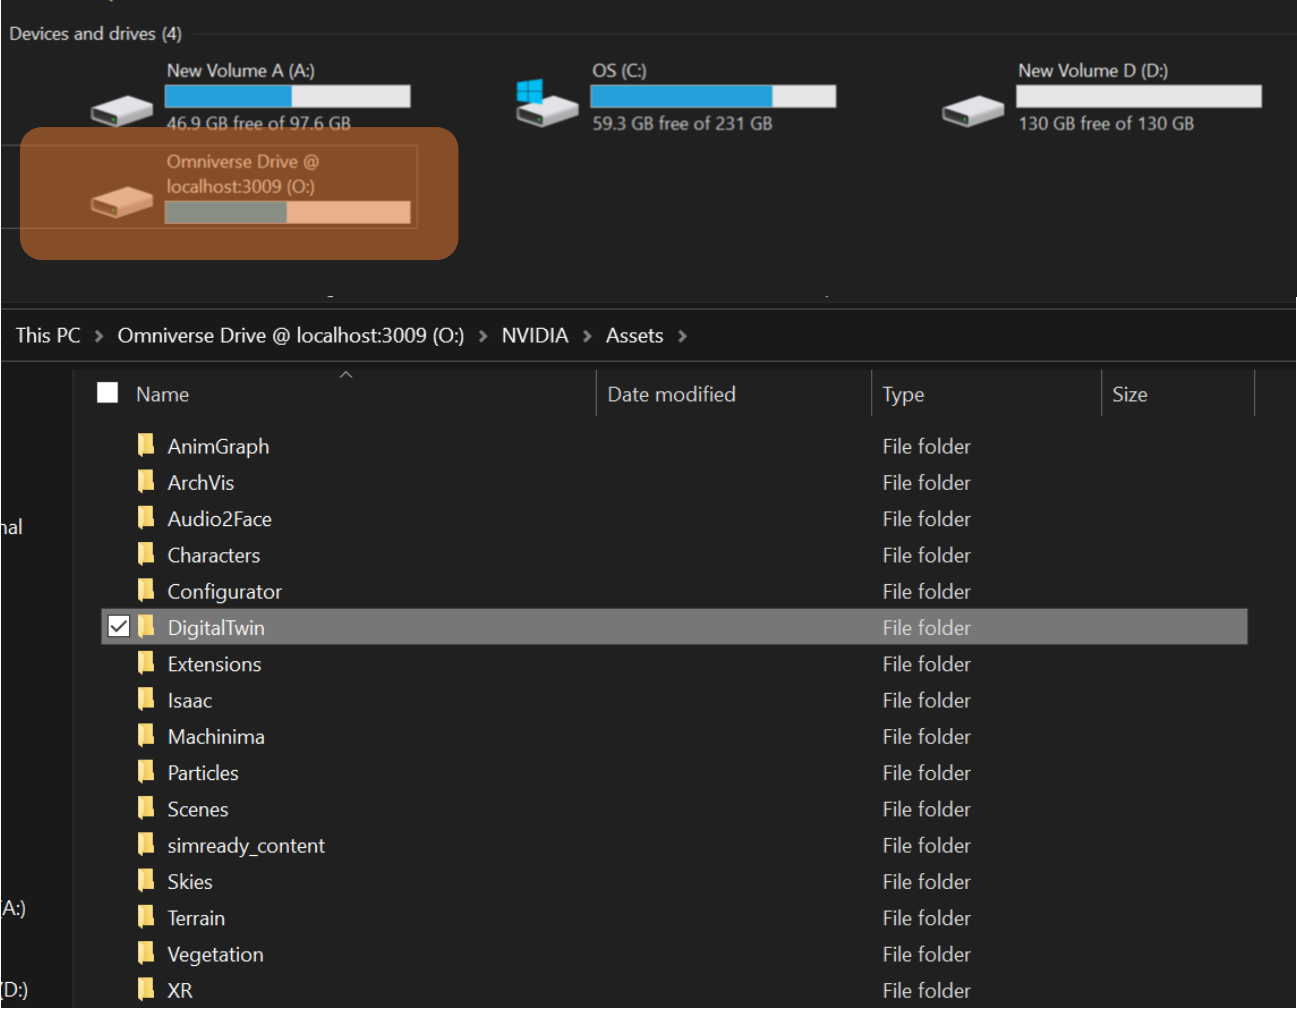 Devices and drives (4)
New Volume A (A:)
46.9 GB free of 97.6 GB
OS (C:)
59.3 GB free of 231 GB
New Volume D (D:)
130 GB free of 130 GB
Omniverse Drive @
localhost:3009 (O:)
This PC > Omniverse Drive @ localhost:3009 (O:) > NVIDIA > Assets >
Name Date modified Type Size
AnimGraph File folder
ArchVis File folder
Audio2Face File folder
Characters File folder
Configurator File folder
DigitalTwin File folder
Extensions File folder
Isaac File folder
Machinima File folder
Particles File folder
Scenes File folder
simready_content File folder
Skies File folder
Terrain File folder
Vegetation File folder
XR File folder
nal
A:)
(D:)